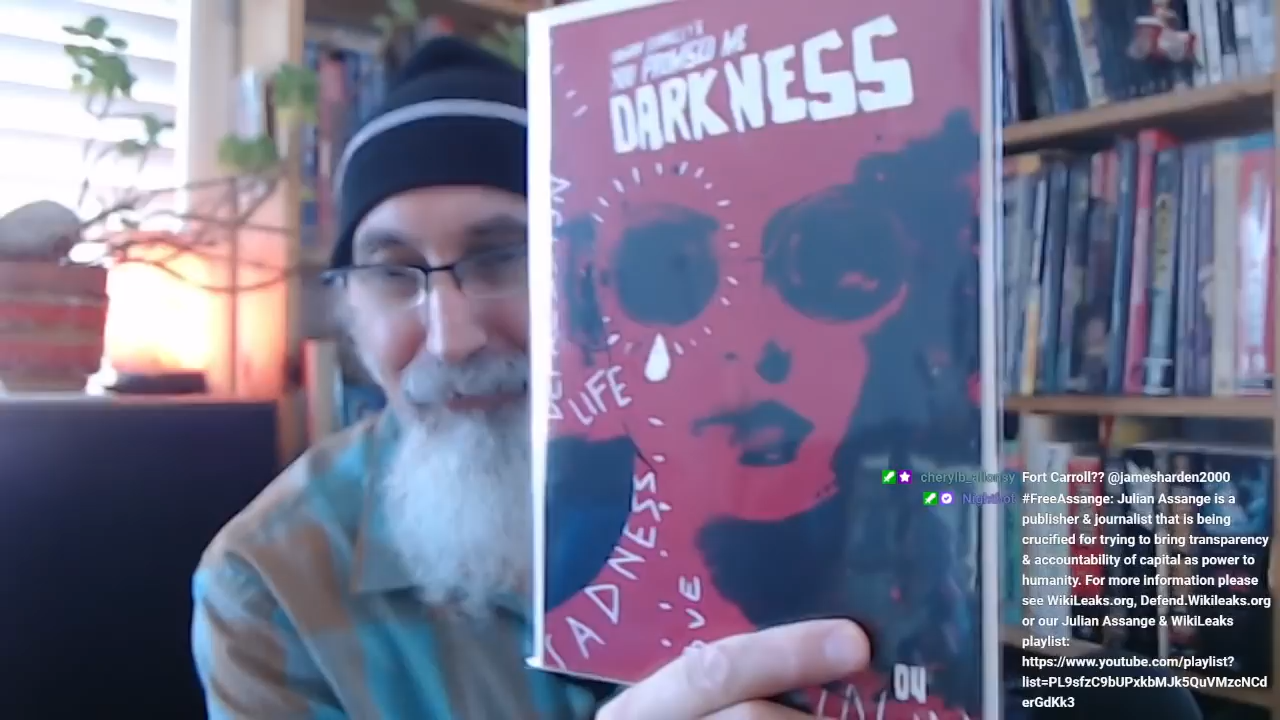 YOU PROMISED ME
DARKNESS
LIFE
SADNESS
04
cherylb_
Fort Carroll?? @jamesharden2000
#FreeAssange: Julian Assange is a
publisher & journalist that is being
crucified for trying to bring transparency
& accountability of capital as power to
humanity. For more information please
see WikiLeaks.org, Defend.Wikileaks.org
or our Julian Assange & WikiLeaks
playlist:
https://www.youtube.com/playlist?
list=PL9sfzC9bUPxkbMJk5QuVMzcNCd
erGdKk3